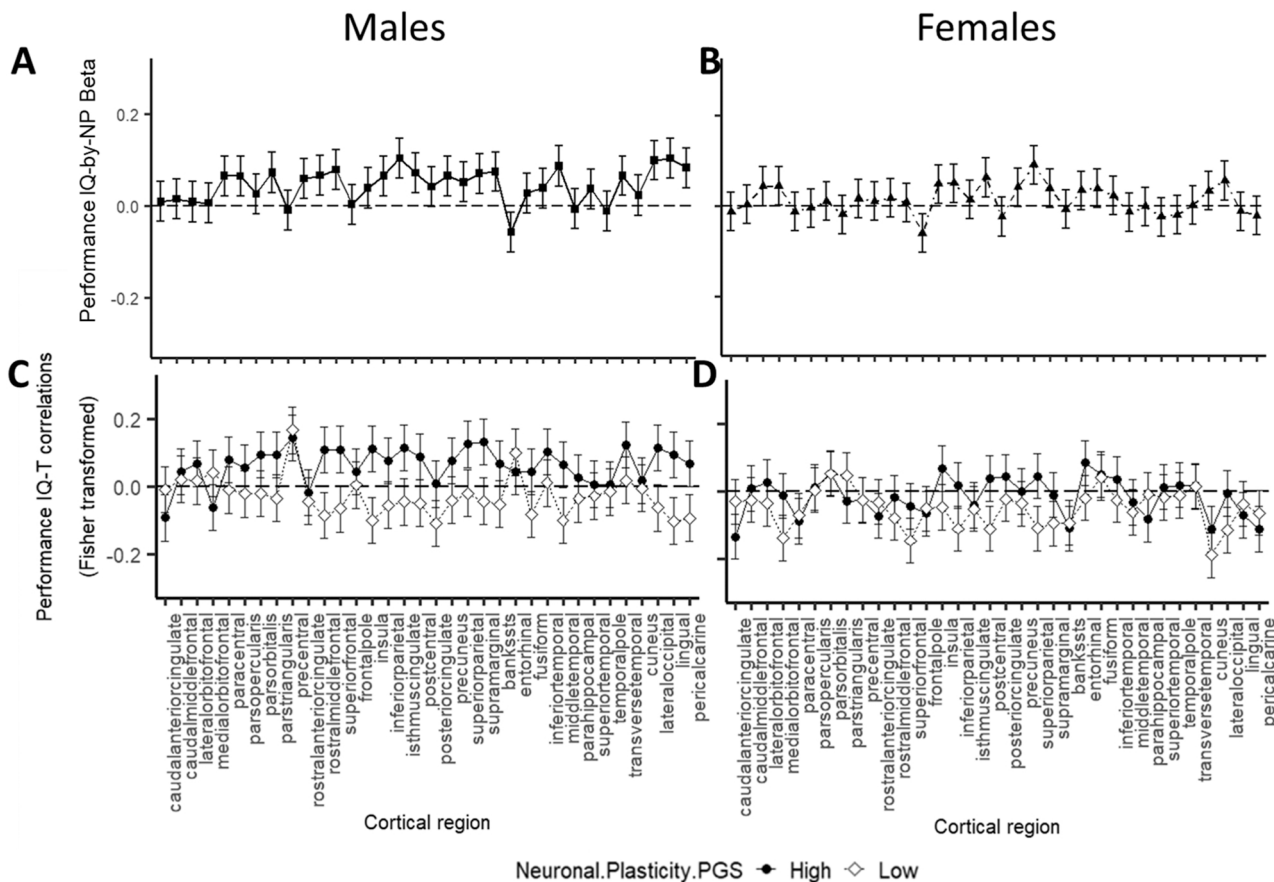 Males
Females
A
B
Performance IQ-by-NP Beta
0.2
0.0
-0.2
C
D
Performance IQ-T correlations
(Fisher transformed)
0.2
0.0
-0.2
caudalanteriorcingulate
caudalmiddlefrontal
lateralorbitofrontal
medialorbitofrontal
paracentral
parsopercularis
parsorbitalis
parstriangularis
precentral
rostralanteriorcingulate
rostralmiddlefrontal
superiorfrontal
frontalpole
insula
inferiorparietal
isthmuscingulate
postcentral
posteriorcingulate
precuneus
superiorparietal
supramarginal
bankssts
entorhinal
fusiform
inferiortemporal
middletemporal
parahippocampal
superiortemporal
temporalpole
transversetemporal
cuneus
lateraloccipital
lingual
perialcarine
caudalanteriorcingulate
caudalmiddlefrontal
lateralorbitofrontal
medialorbitofrontal
paracentral
parsopercularis
parsorbitalis
parstriangularis
precentral
rostralanteriorcingulate
rostralmiddlefrontal
superiorfrontal
frontalpole
insula
inferiorparietal
isthmuscingulate
postcentral
posteriorcingulate
precuneus
superiorparietal
supramarginal
bankssts
entorhinal
fusiform
inferiortemporal
middletemporal
parahippocampal
superiortemporal
temporalpole
transversetemporal
cuneus
lateraloccipital
lingual
perialcarine
Cortical region
Cortical region
Neuronal.Plasticity.PGS High Low